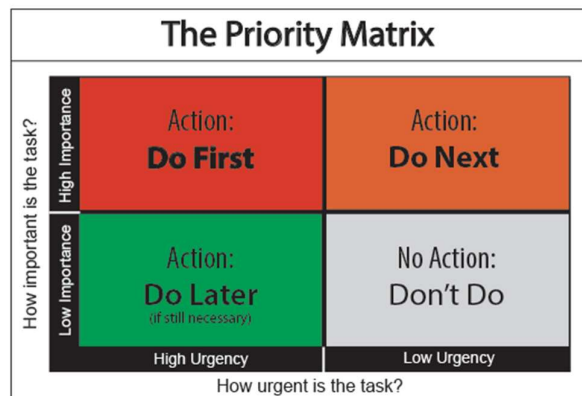 The Priority Matrix
How important is the task?
High Importance
Action:
Do First
Action:
Do Next
Low Importance
Action:
Do Later
(if still necessary)
No Action:
Don't Do
High Urgency
Low Urgency
How urgent is the task?